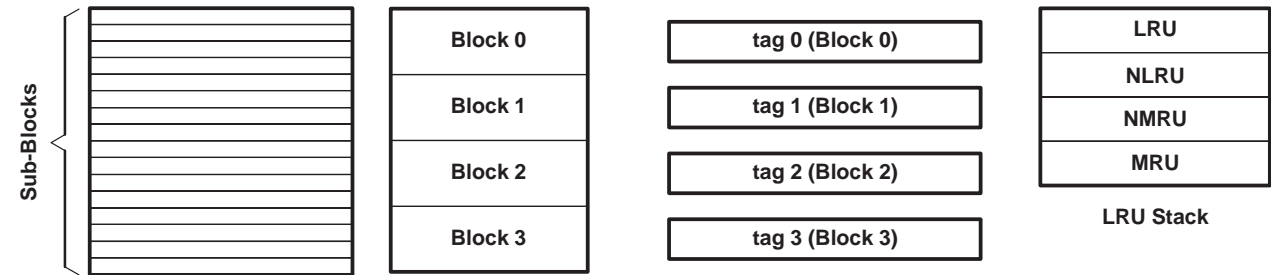 Sub-Blocks
Block 0
Block 1
Block 2
Block 3
tag 0 (Block 0)
tag 1 (Block 1)
tag 2 (Block 2)
tag 3 (Block 3)
LRU
NLRU
NMRU
MRU
LRU Stack